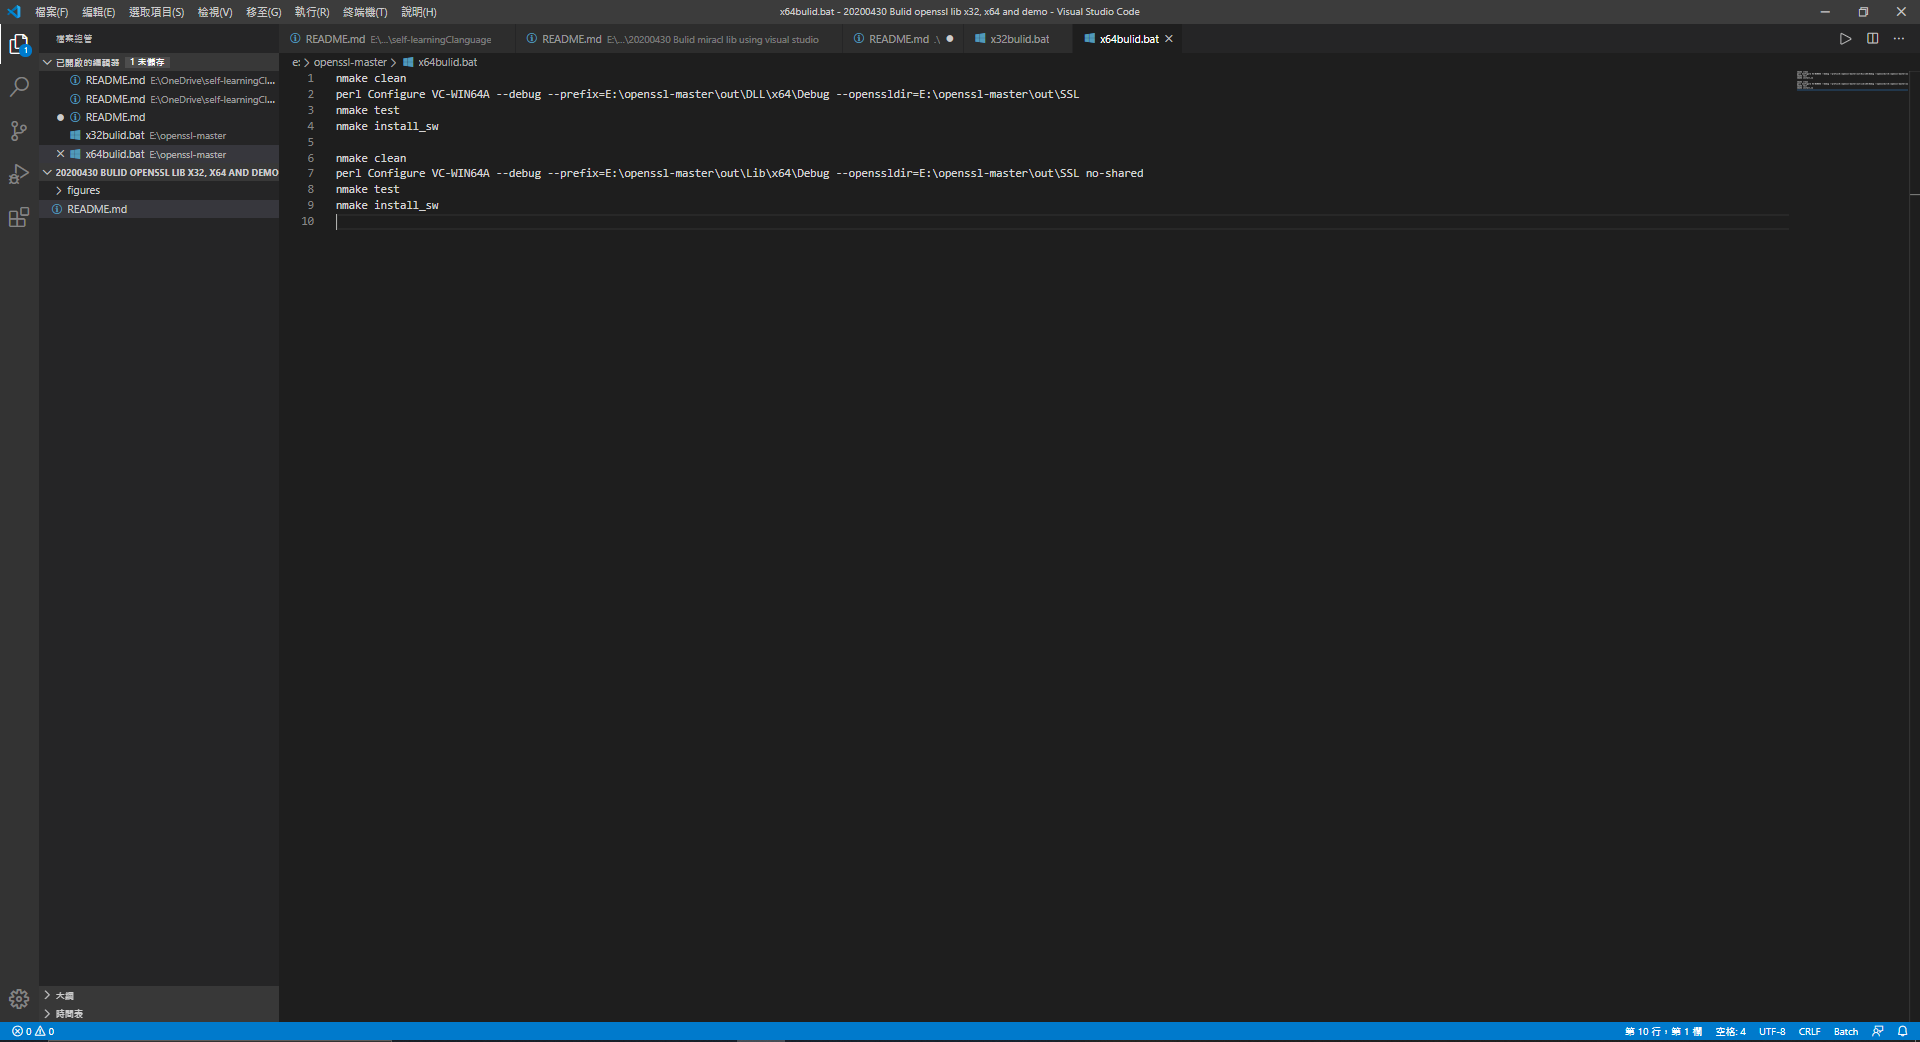 檔案(F) 編輯(E) 選取項目(S) 檢視(V) 移至(G) 執行(R) 終端機(T) 說明(H)
x64bulid.bat - 20200430 Bulid openssl lib x32, x64 and demo - Visual Studio Code
檔案總管
README.md E:\...\self-learningClanguage
README.md E:\...\20200430 Bulid miracl lib using visual studio
README.md .\
x32bulid.bat
x64bulid.bat
已開啟的編輯器 1 未儲存
README.md E:\OneDrive\self-learningCl...
README.md E:\OneDrive\self-learningCl...
README.md
x32bulid.bat E:\openssl-master
x64bulid.bat E:\openssl-master
20200430 BULID OPENSSL LIB X32, X64 AND DEMO
figures
README.md
e: > openssl-master > x64bulid.bat
1 nmake clean
2 perl Configure VC-WIN64A --debug --prefix=E:\openssl-master\out\DLL\x64\Debug --openssldir=E:\openssl-master\out\SSL
3 nmake test
4 nmake install_sw
5
6 nmake clean
7 perl Configure VC-WIN64A --debug --prefix=E:\openssl-master\out\Lib\x64\Debug --openssldir=E:\openssl-master\out\SSL no-shared
8 nmake test
9 nmake install_sw
10
1
大綱
時間表
0 0
第 10 行，第 1 欄 空格: 4 UTF-8 CRLF Batch